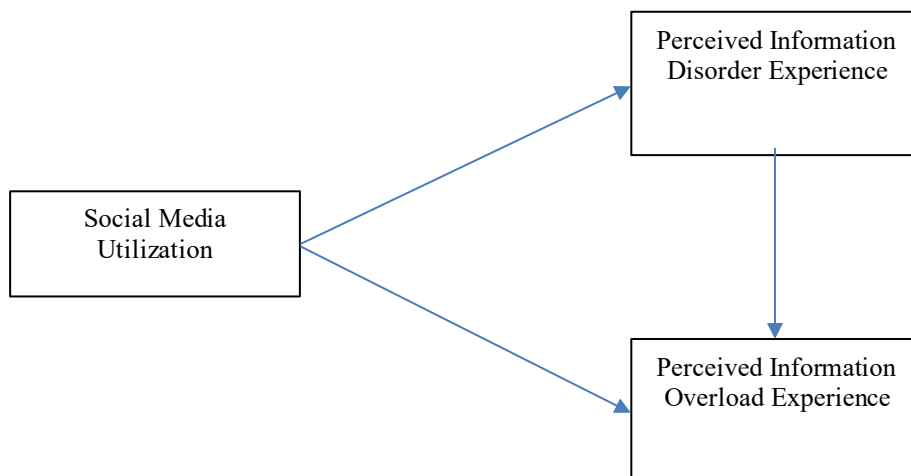 Perceived Information
Disorder Experience
Social Media
Utilization
Perceived Information
Overload Experience